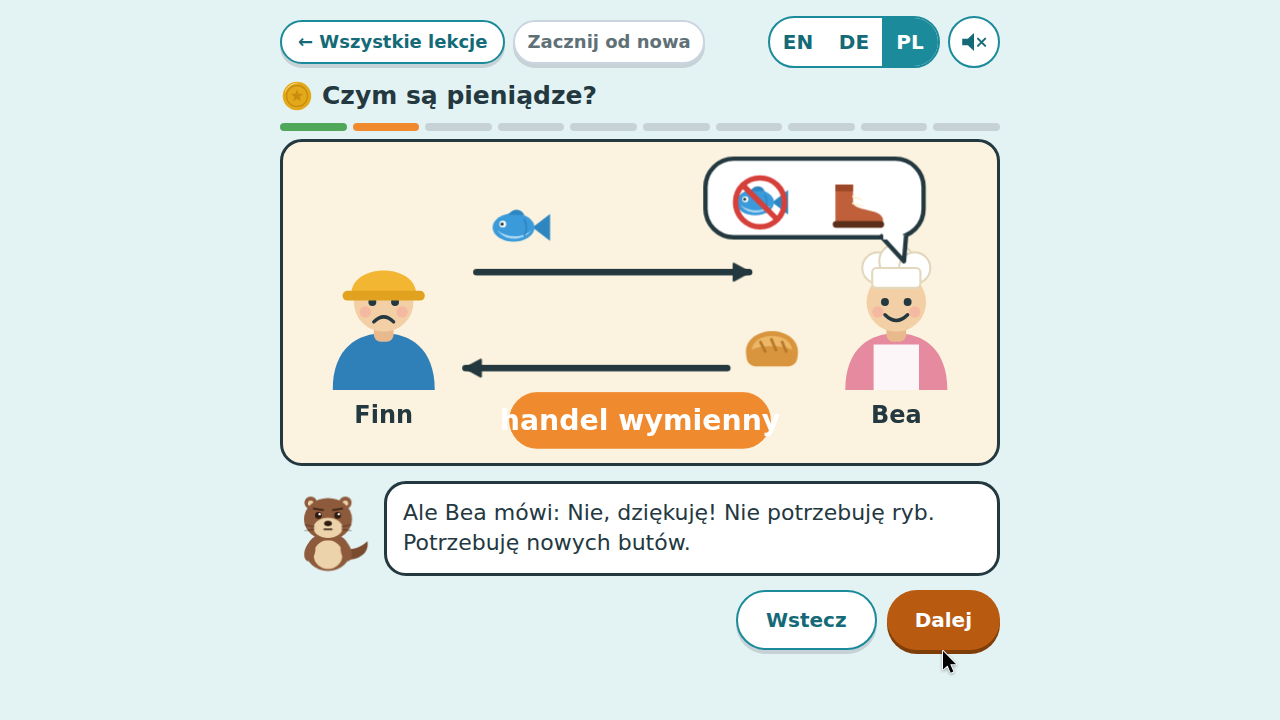 ← Wszystkie lekcje
Zacznij od nowa
EN DE PL
Czym są pieniądze?
Finn
handel wymienny
Bea
Ale Bea mówi: Nie, dziękuję! Nie potrzebuję ryb.
Potrzebuję nowych butów.
Wstecz
Dalej